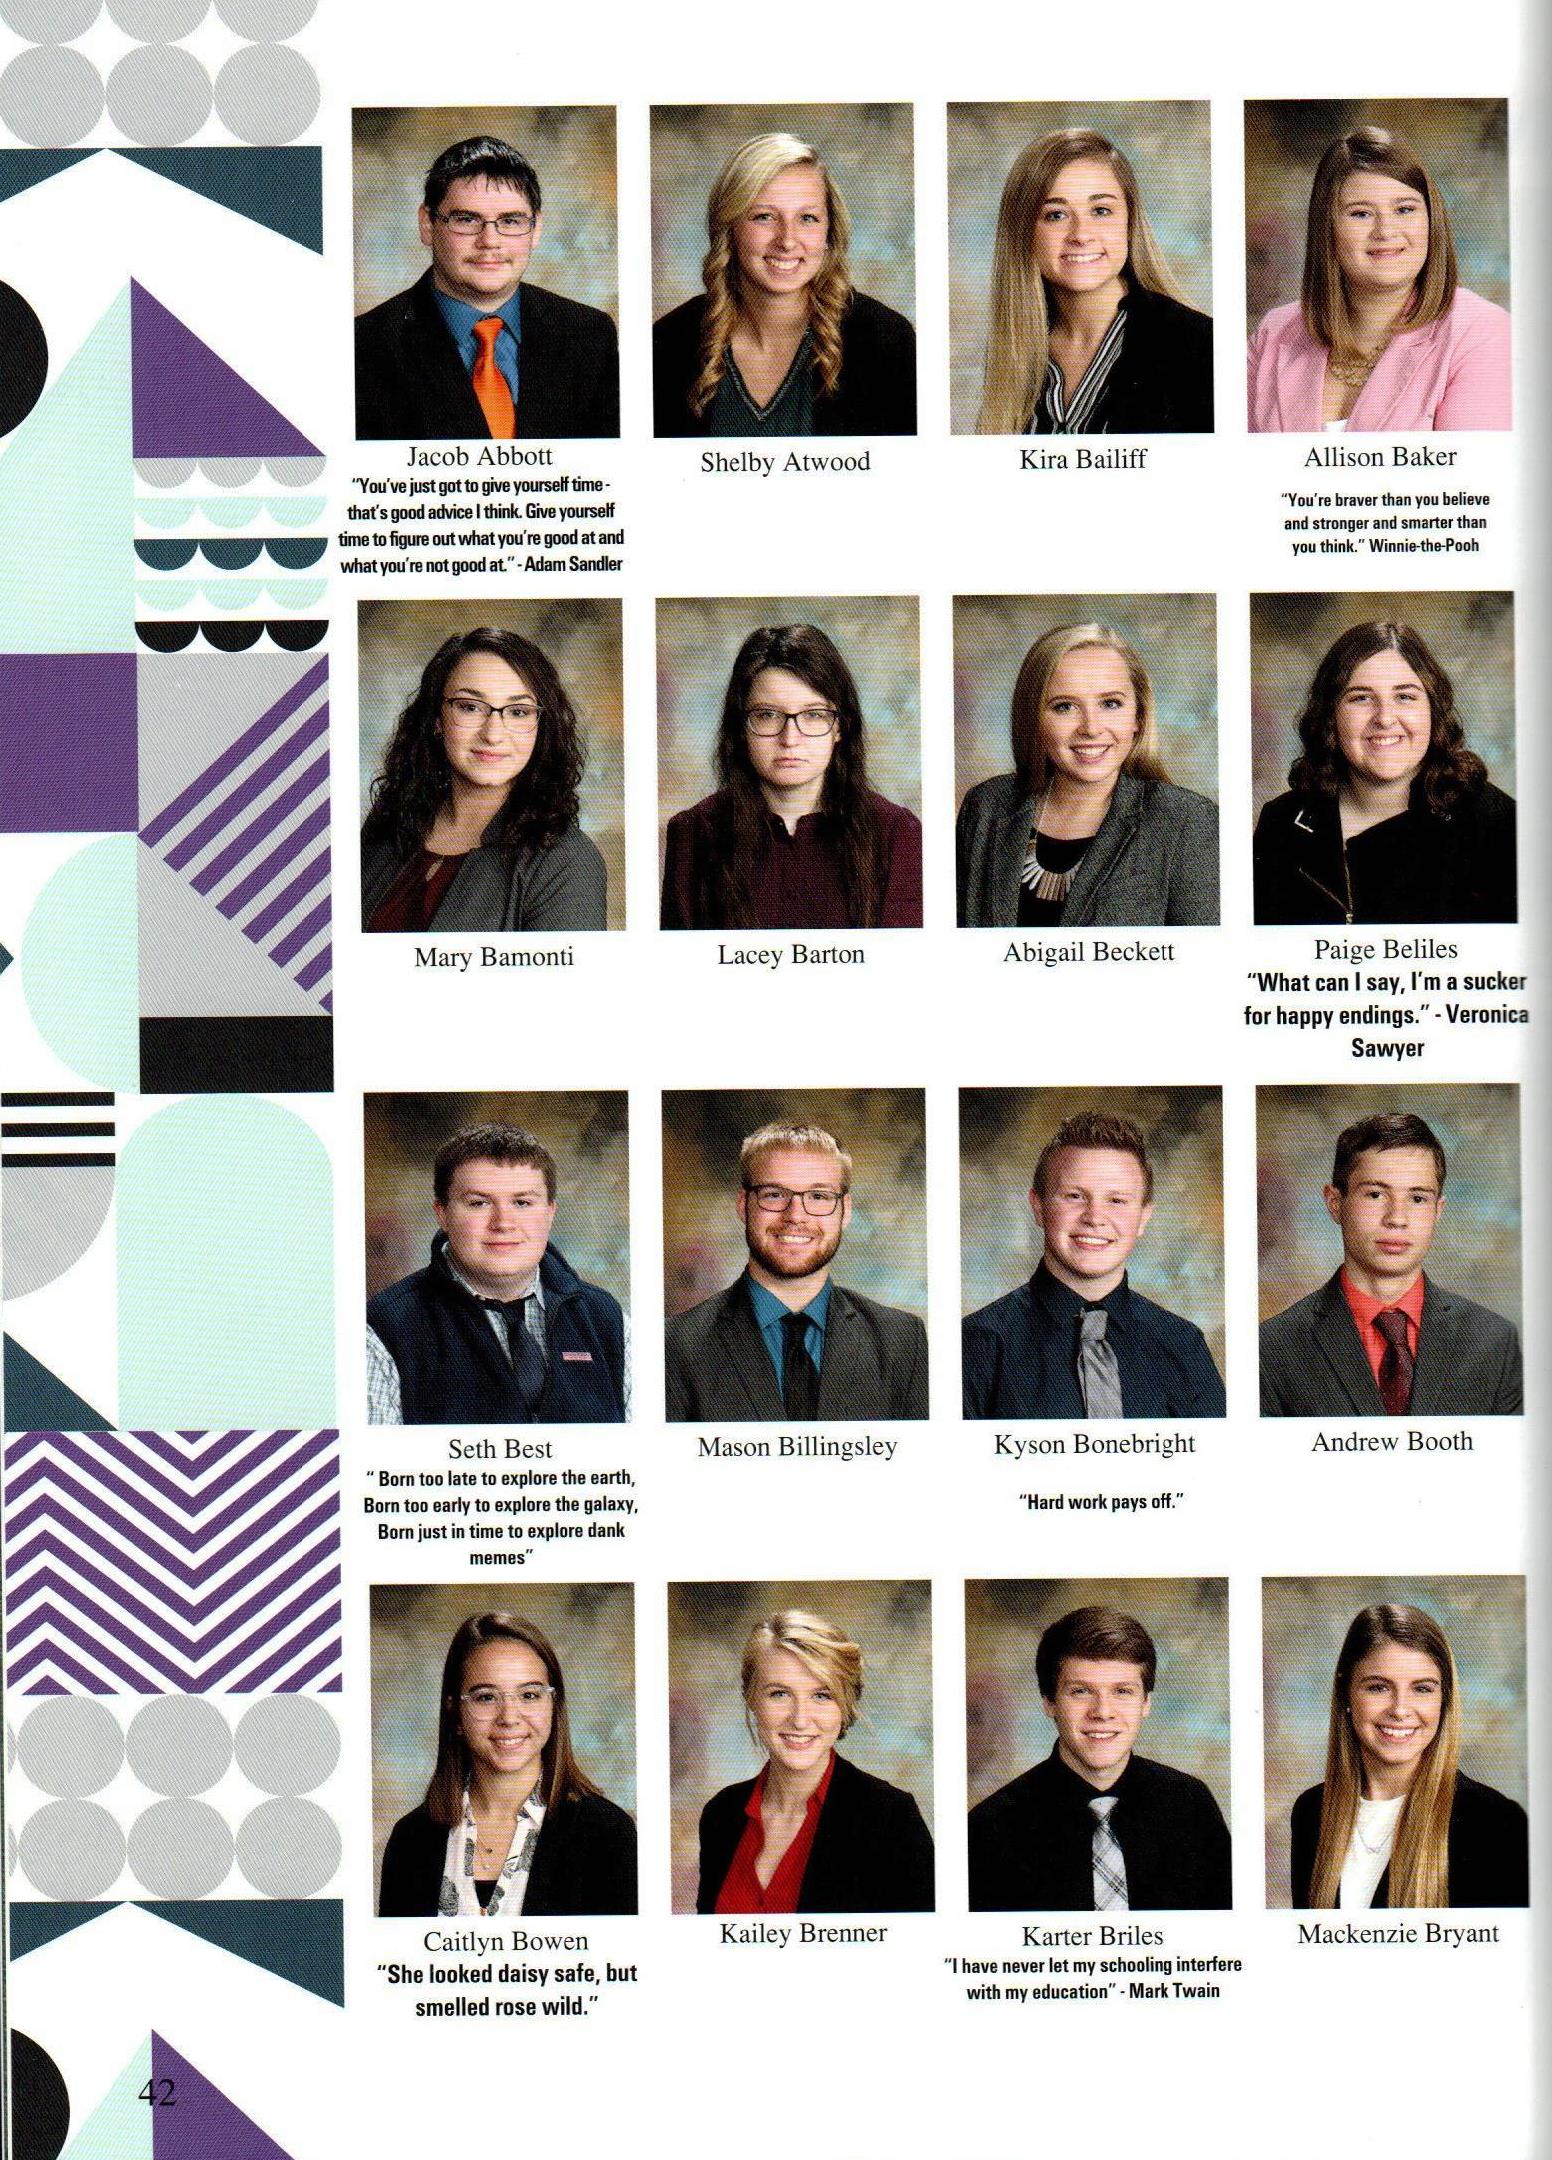 Jacob Abbott
"You've just got to give yourself time -
that's good advice I think. Give yourself
time to figure out what you're good at and
what you're not good at." - Adam Sandler
Shelby Atwood
Kira Bailiff
Allison Baker
"You're braver than you believe
and stronger and smarter than
you think." Winnie-the-Pooh
Mary Bamonti
Lacey Barton
Abigail Beckett
Paige Beliles
"What can I say, I'm a sucker
for happy endings." - Veronica
Sawyer
Seth Best
" Born too late to explore the earth,
Born too early to explore the galaxy,
Born just in time to explore dank
memes"
Mason Billingsley
Kyson Bonebright
"Hard work pays off."
Andrew Booth
Caitlyn Bowen
"She looked daisy safe, but
smelled rose wild."
Kailey Brenner
Karter Briles
"I have never let my schooling interfere
with my education" - Mark Twain
Mackenzie Bryant
42